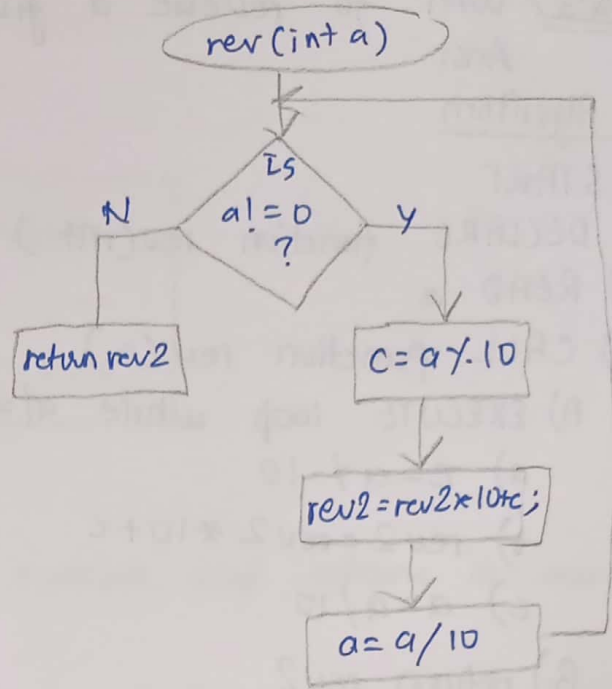 rev (int a)
Is
a! = 0
?
N
Y
return rev2
c = a % 10
rev2 = rev2 * 10 + c ;
a = a / 10